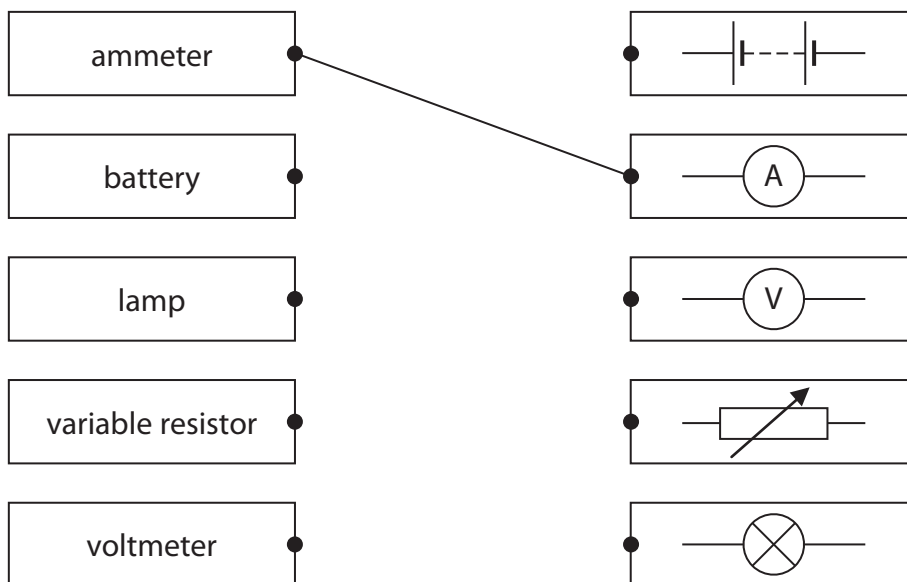 ammeter
battery
A
lamp
V
variable resistor
voltmeter